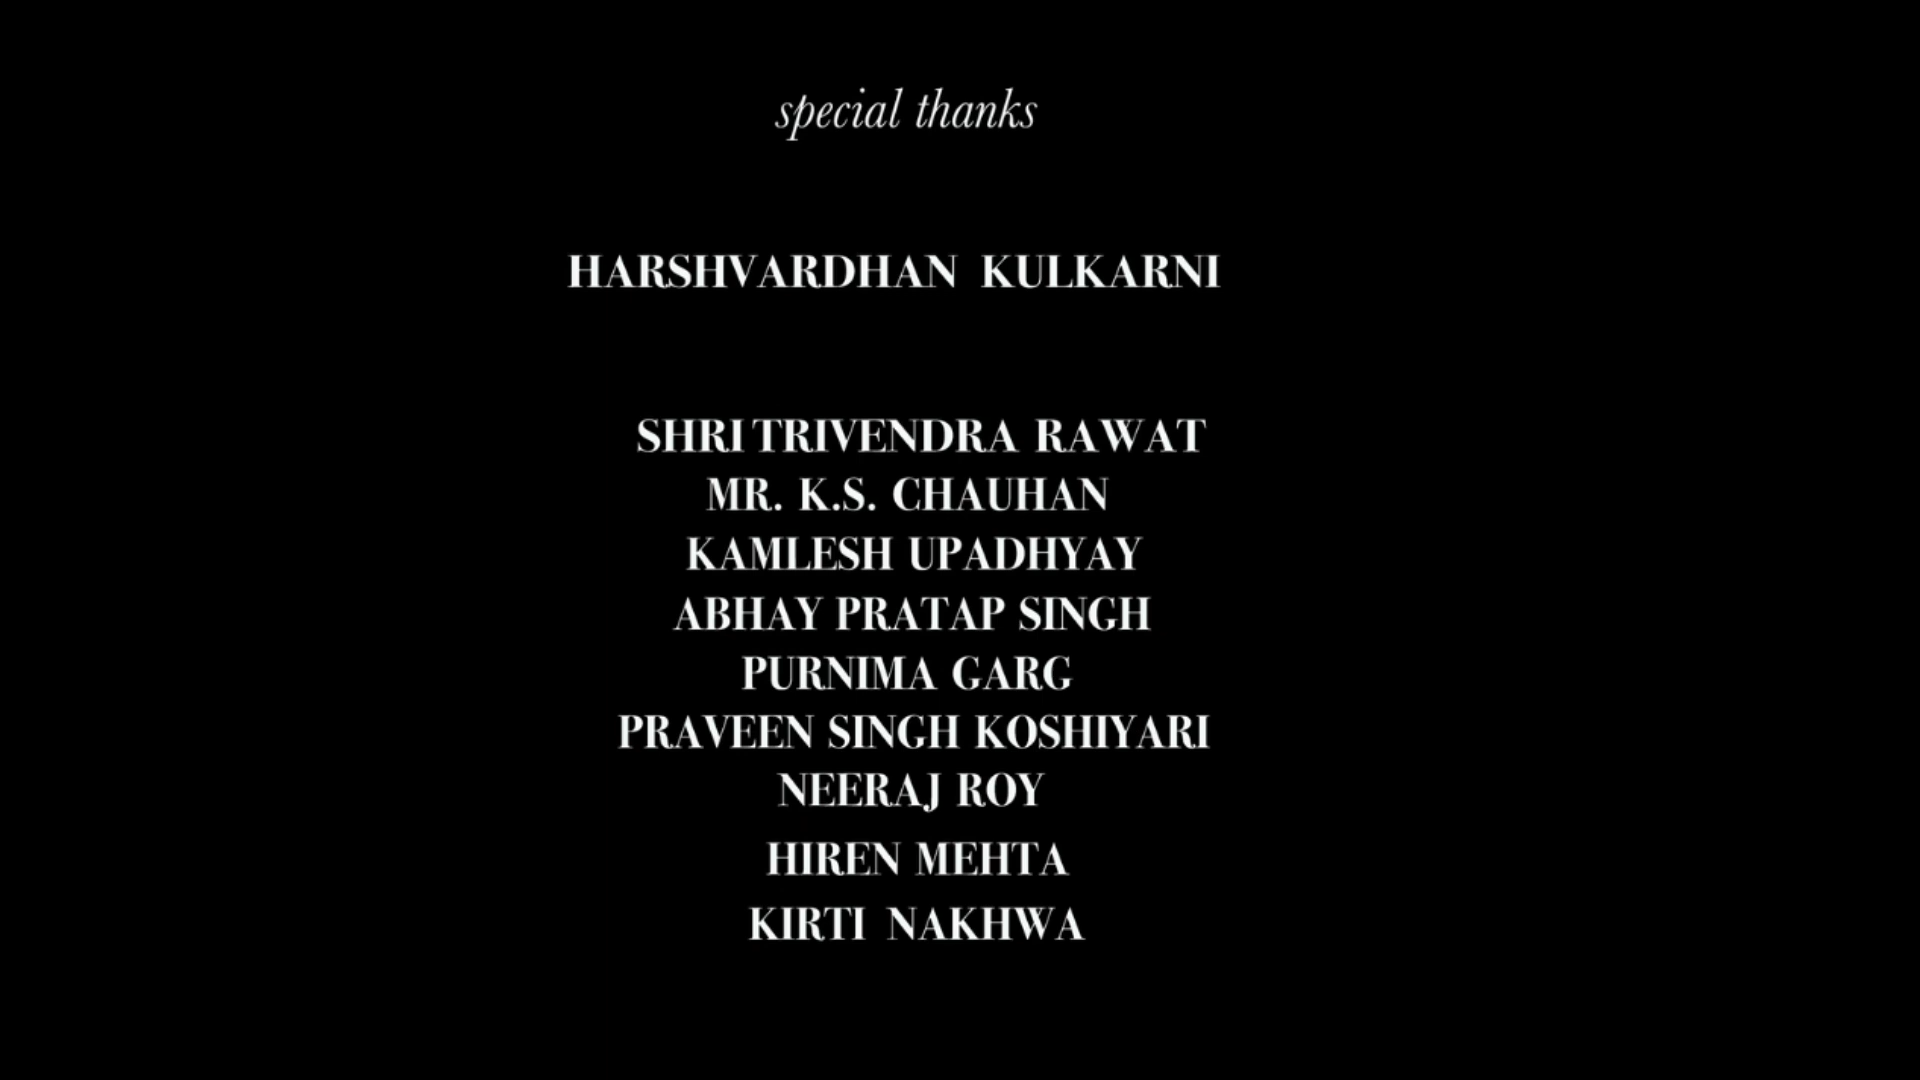 special thanks
HARSHVARDHAN KULKARNI
SHRI TRIVENDRA RAWAT
MR. K.S. CHAUHAN
KAMLESH UPADHYAY
ABHAY PRATAP SINGH
PURNIMA GARG
PRAVEEN SINGH KOSHIYARI
NEERAJ ROY
HIREN MEHTA
KIRTI NAKHWA